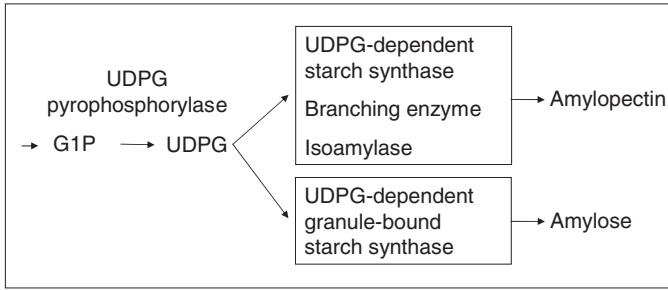 UDPG
pyrophosphorylase
G1P
UDPG
UDPG-dependent
starch synthase
Branching enzyme
Isoamylase
Amylopectin
UDPG-dependent
granule-bound
starch synthase
Amylose